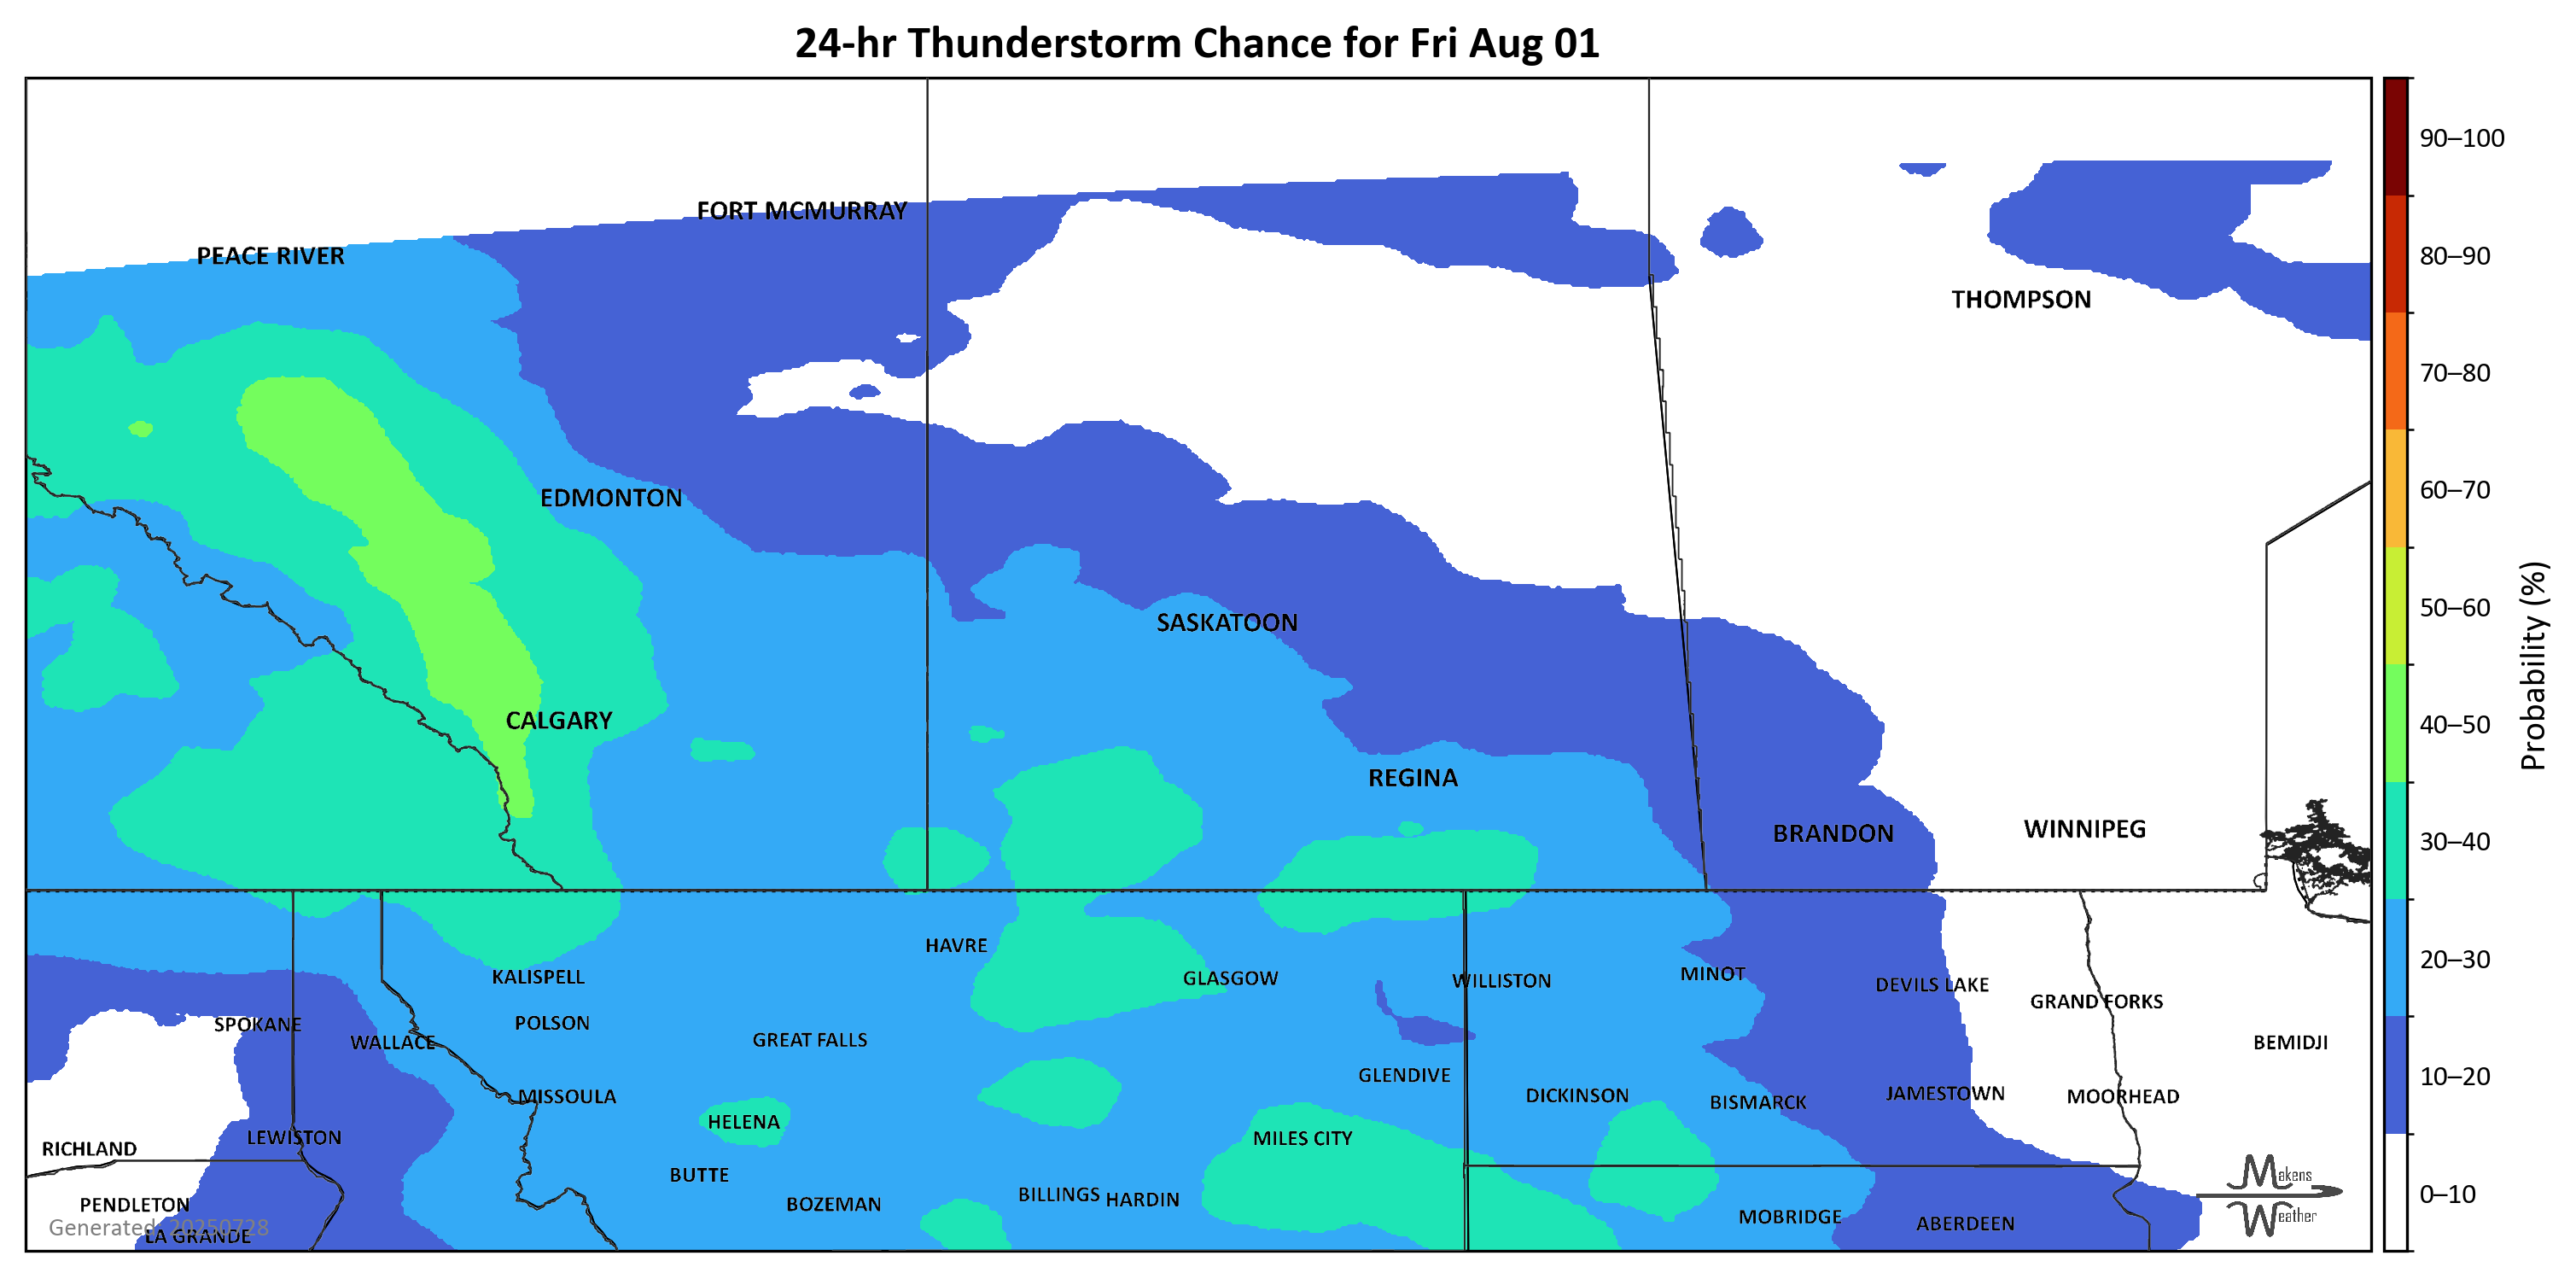 24-hr Thunderstorm Chance for Fri Aug 01
90–100
FORT MCMURRAY
PEACE RIVER
80–90
THOMPSON
70–80
60–70
EDMONTON
50–60
SASKATOON
Probability (%)
CALGARY
40–50
REGINA
WINNIPEG
BRANDON
30–40
HAVRE
20–30
MINOT
KALISPELL
GLASGOW
WILLISTON
DEVILS LAKE
GRAND FORKS
POLSON
SPOKANE
GREAT FALLS
WALLACE
BEMIDJI
GLENDIVE
10–20
JAMESTOWN
DICKINSON
MISSOULA
MOORHEAD
BISMARCK
HELENA
LEWISTON
MILES CITY
RICHLAND
BUTTE
Makens
Weather
0–10
BILLINGS
HARDIN
PENDLETON
BOZEMAN
MOBRIDGE
ABERDEEN
Generated: 20250728
LA GRANDE